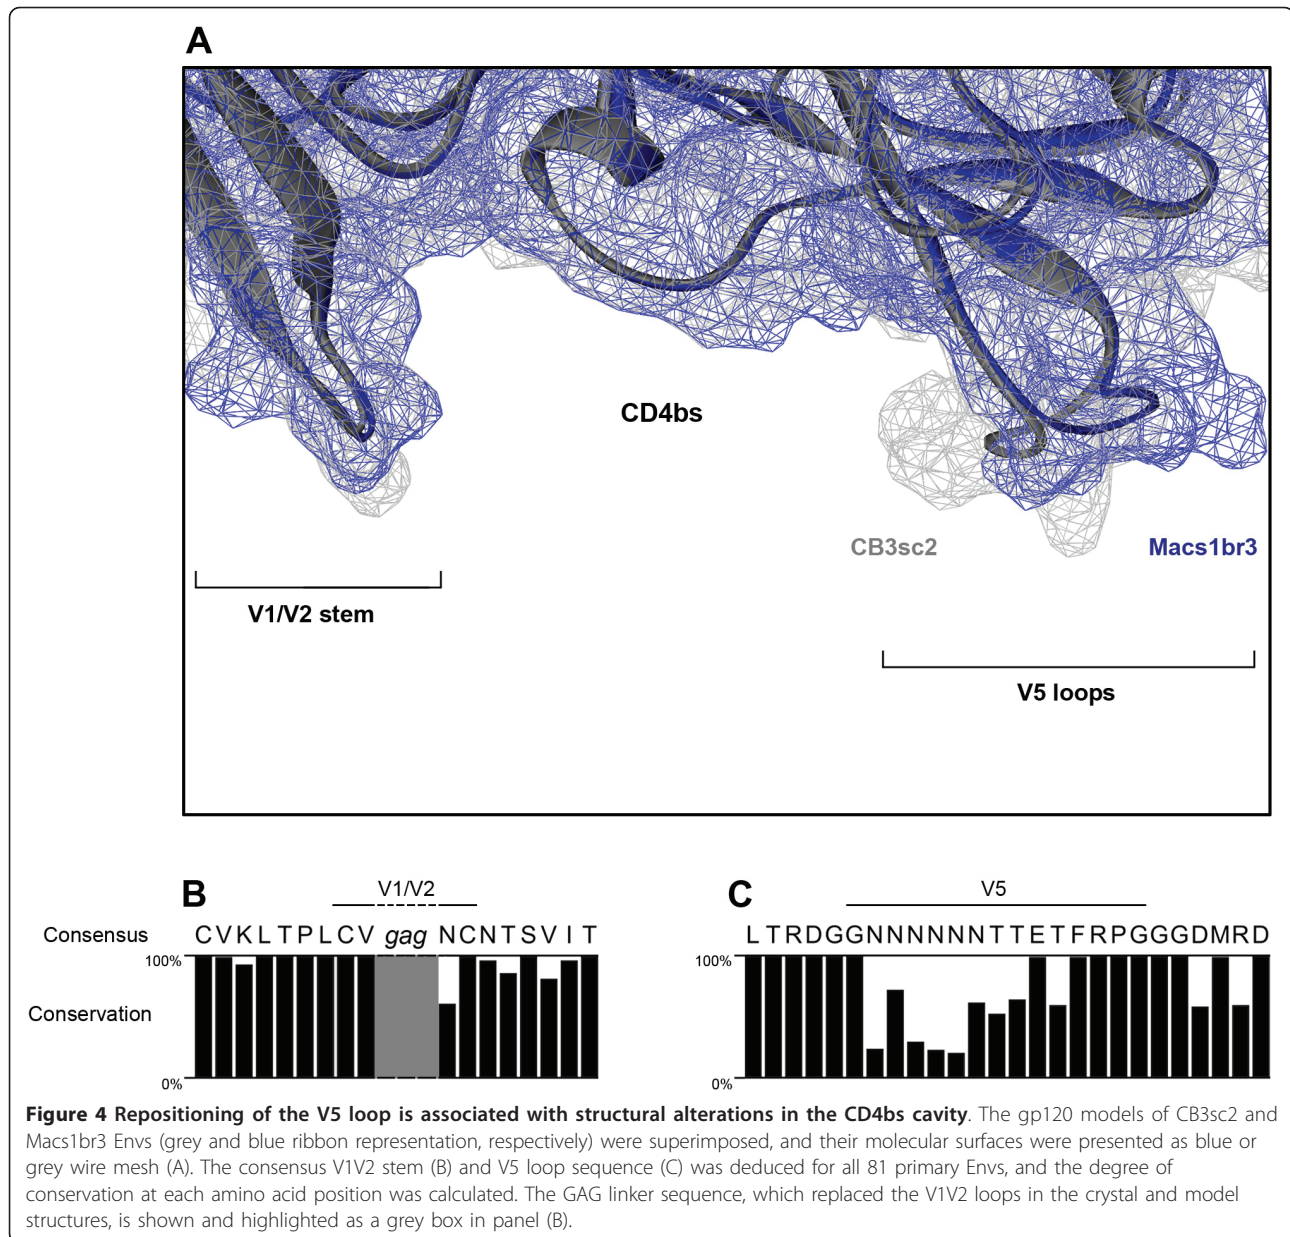 A
CD4bs
CB3sc2
Macs1br3
V1/V2 stem
V5 loops
B
V1/V2
Consensus
C V K L T P L C V gag N C N T S V I T
100%
Conservation
0%
C
V5
L T R D G G N N N N N N T T E T F R P G G G D M R D
100%
0%
Figure 4 Repositioning of the V5 loop is associated with structural alterations in the CD4bs cavity. The gp120 models of CB3sc2 and
Macs1br3 Envs (grey and blue ribbon representation, respectively) were superimposed, and their molecular surfaces were presented as blue or
grey wire mesh (A). The consensus V1V2 stem (B) and V5 loop sequence (C) was deduced for all 81 primary Envs, and the degree of
conservation at each amino acid position was calculated. The GAG linker sequence, which replaced the V1V2 loops in the crystal and model
structures, is shown and highlighted as a grey box in panel (B).